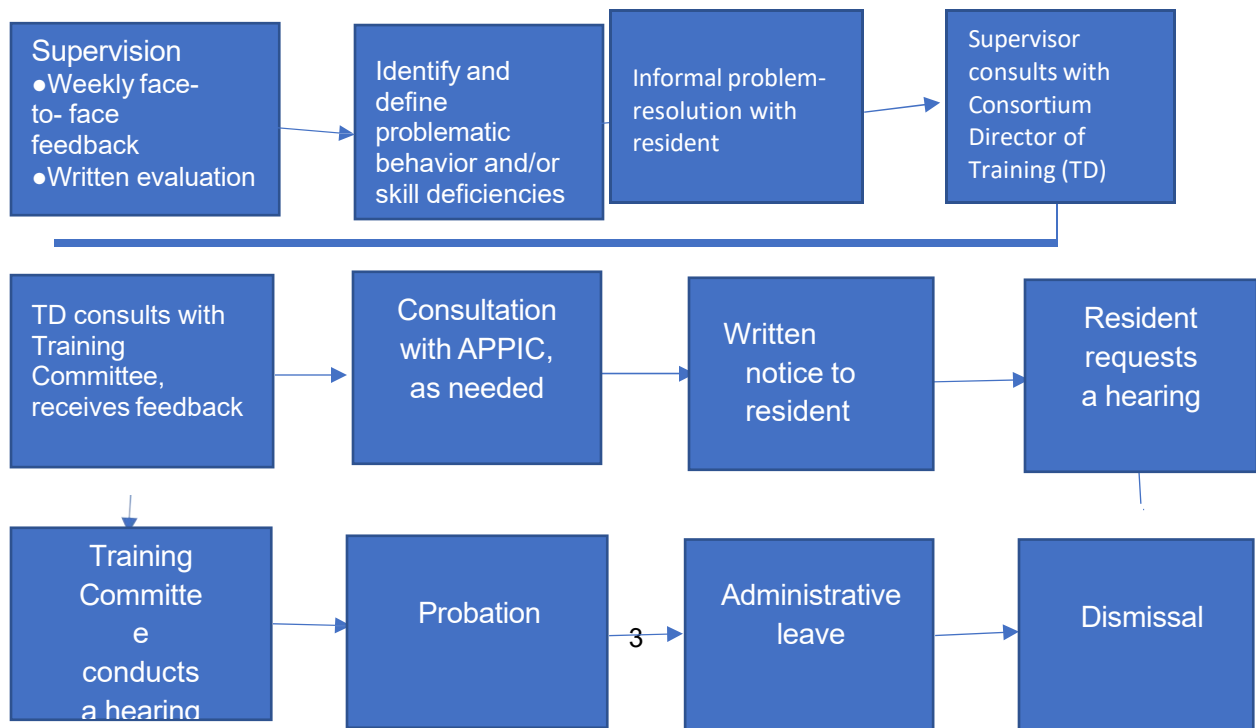 Supervision
●Weekly face-
to- face
feedback
●Written evaluation
Identify and
define
problematic
behavior and/or
skill deficiencies
Informal problem-
resolution with
resident
Supervisor
consults with
Consortium
Director of
Training (TD)
TD consults with
Training
Committee,
receives feedback
Consultation
with APPIC,
as needed
Written
notice to
resident
Resident
requests
a hearing
Training
Committe
e
conducts
a hearing
Probation
3
Administrative
leave
Dismissal